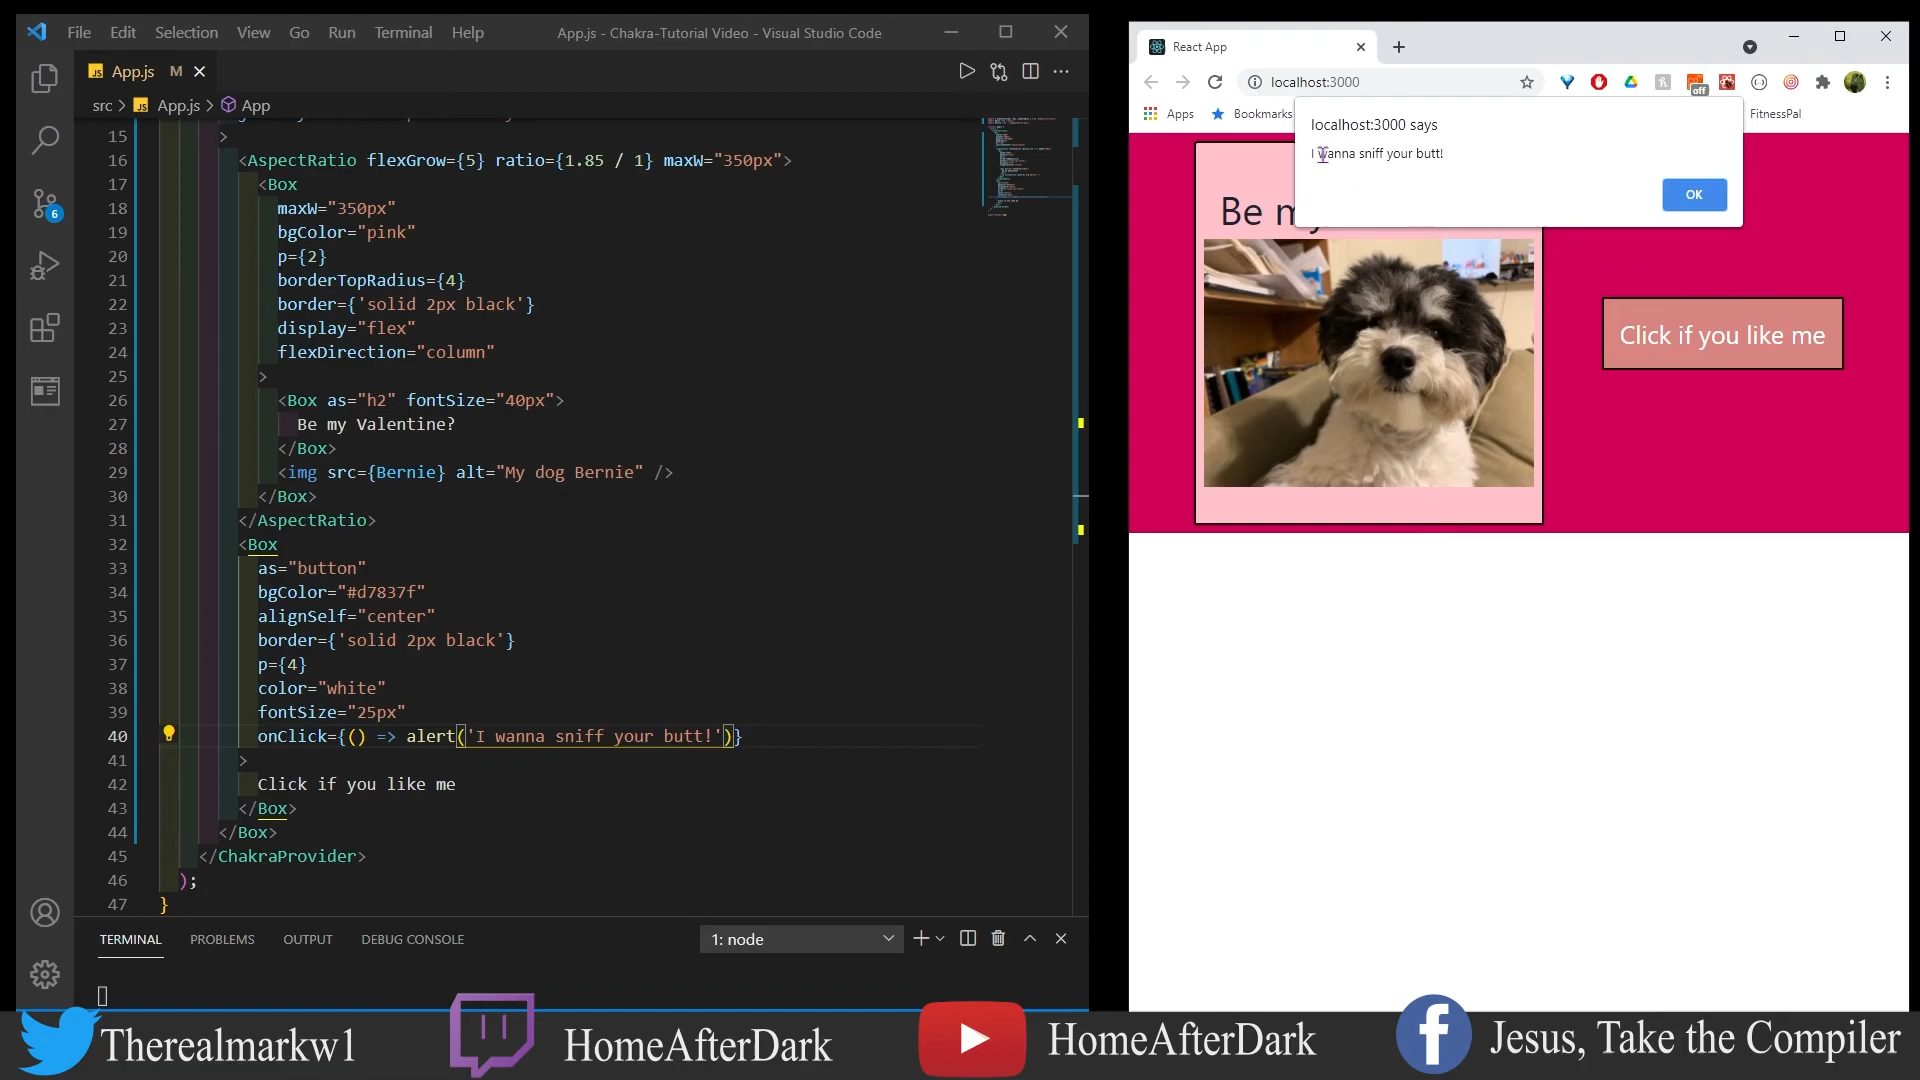 File Edit Selection View Go Run Terminal Help
App.js - Chakra-Tutorial Video - Visual Studio Code
JS App.js M
src > JS App.js > App
15 >
16 <AspectRatio flexGrow={5} ratio={1.85 / 1} maxW="350px">
17 <Box
18 maxW="350px"
19 bgColor="pink"
20 p={2}
21 borderTopRadius={4}
22 border={'solid 2px black'}
23 display="flex"
24 flexDirection="column"
25 >
26 <Box as="h2" fontSize="40px">
27 Be my Valentine?
28 </Box>
29 <img src={Bernie} alt="My dog Bernie" />
30 </Box>
31 </AspectRatio>
32 <Box
33 as="button"
34 bgColor="#d7837f"
35 alignSelf="center"
36 border={'solid 2px black'}
37 p={4}
38 color="white"
39 fontSize="25px"
40 onClick={() => alert('I wanna sniff your butt!')}
41 >
42 Click if you like me
43 </Box>
44 </Box>
45 </ChakraProvider>
46 );
47 }
6
TERMINAL PROBLEMS OUTPUT DEBUG CONSOLE
1: node
React App
localhost:3000
off
Apps Bookmarks FitnessPal
localhost:3000 says
I wanna sniff your butt!
OK
Be my
Click if you like me
Therealmarkw1
HomeAfterDark
HomeAfterDark
Jesus, Take the Compiler